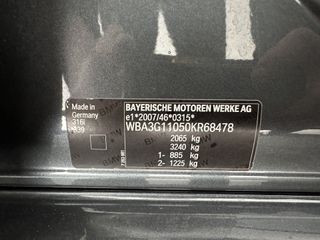 Made in
Germany
316i
839
BAYERISCHE MOTOREN WERKE AG
e1*2007/46*0315*
WBA3G11050KR68478
2065 kg
3240 kg
1- 885 kg
2- 1225 kg